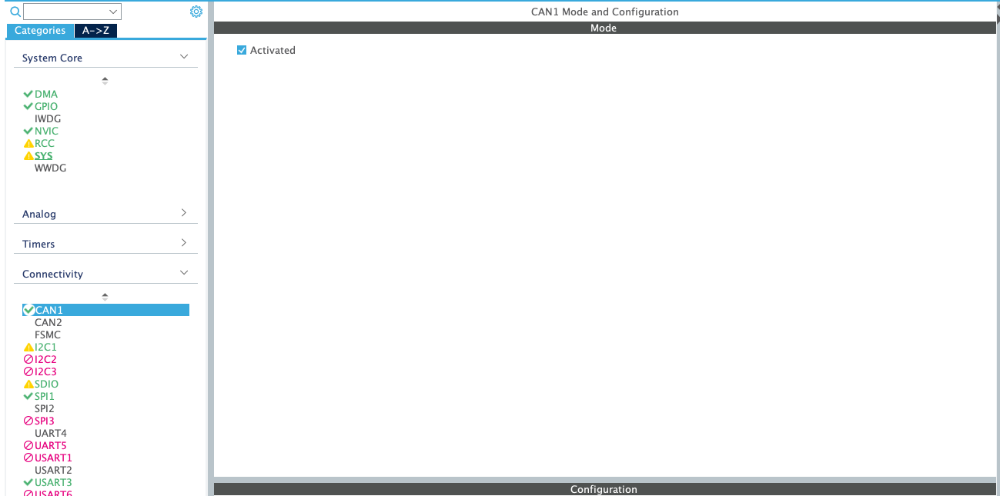 CAN1 Mode and Configuration
Categories A->Z
Mode
Activated
System Core
DMA
GPIO
IWDG
NVIC
RCC
SYS
WWDG
Analog
Timers
Connectivity
CAN1
CAN2
FSMC
I2C1
I2C2
I2C3
SDIO
SPI1
SPI2
SPI3
UART4
UART5
USART1
USART2
USART3
USART6
Configuration